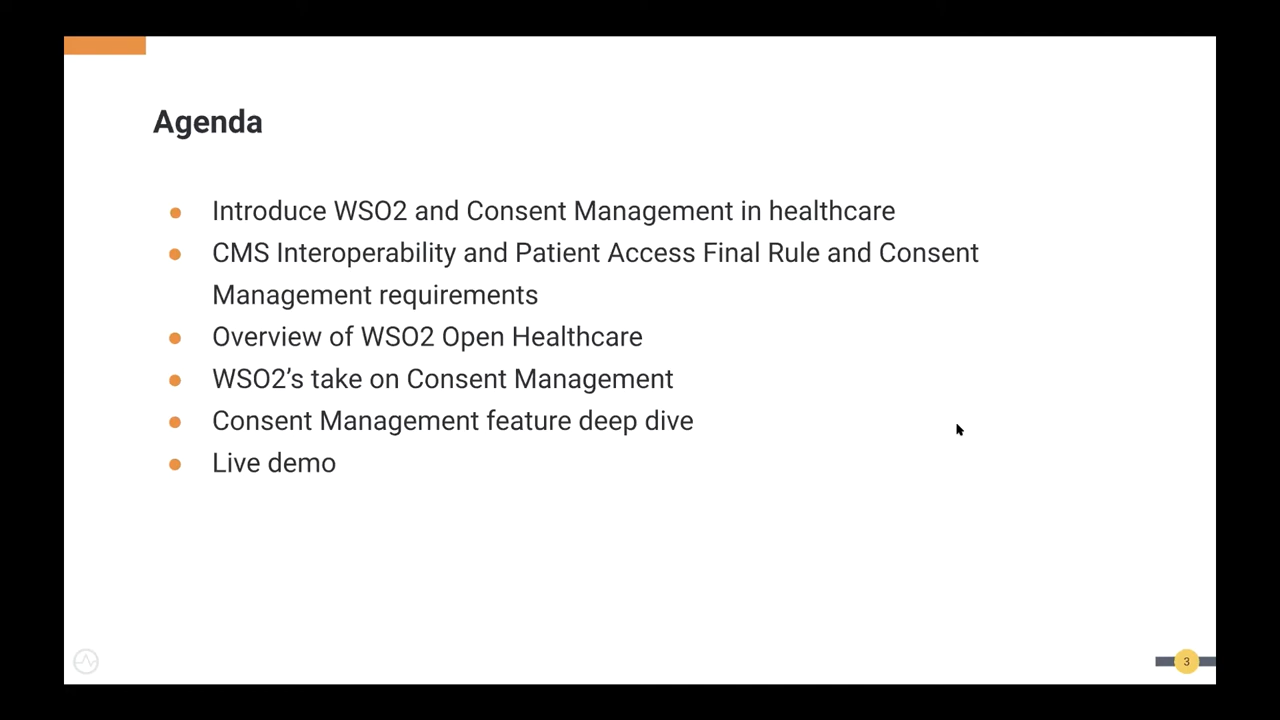 Agenda
● Introduce WSO2 and Consent Management in healthcare
● CMS Interoperability and Patient Access Final Rule and Consent
Management requirements
● Overview of WSO2 Open Healthcare
● WSO2’s take on Consent Management
● Consent Management feature deep dive
● Live demo
3